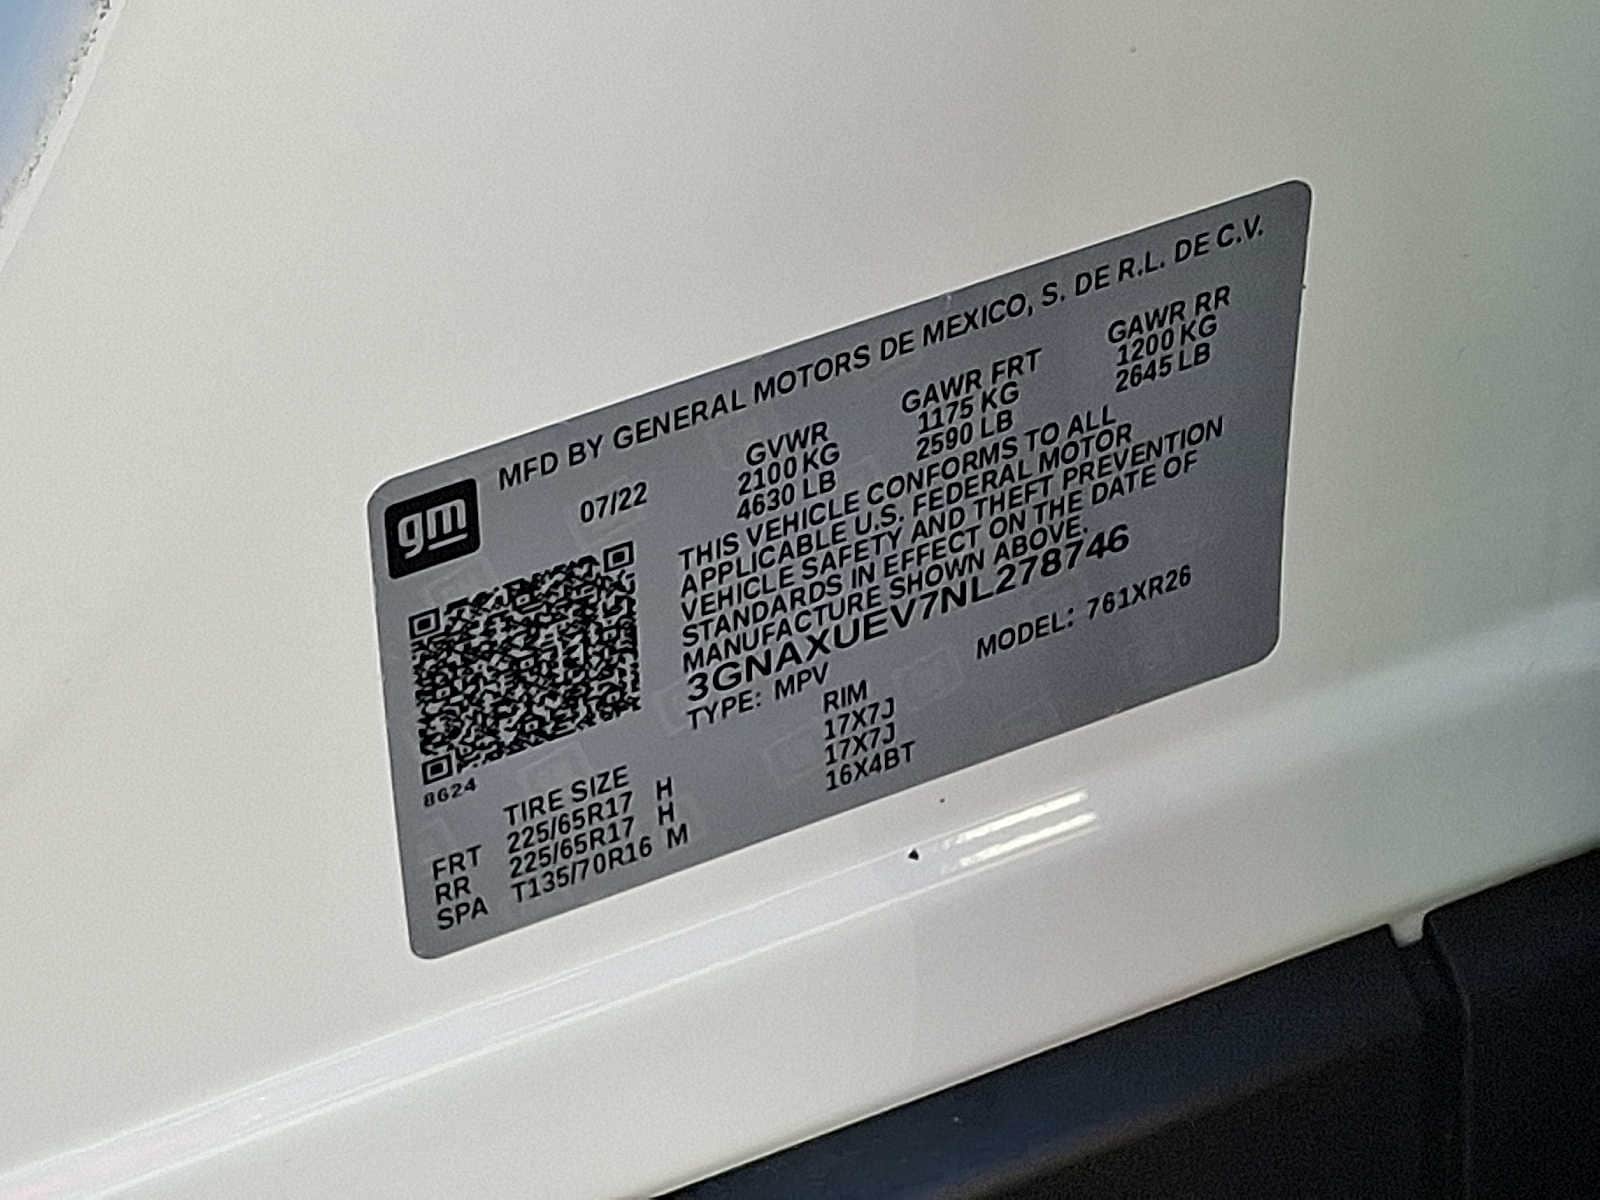 MFD BY GENERAL MOTORS DE MEXICO, S. DE R.L. DE C.V.
gm
07/22
GVWR GAWR FRT GAWR RR
2100 KG 1175 KG 1200 KG
4630 LB 2590 LB 2645 LB
THIS VEHICLE CONFORMS TO ALL
APPLICABLE U.S. FEDERAL MOTOR
VEHICLE SAFETY AND THEFT PREVENTION
STANDARDS IN EFFECT ON THE DATE OF
MANUFACTURE SHOWN ABOVE.
3GNAXUEV7NL278746
TYPE: MPV MODEL: 761XR26
8624
TIRE SIZE RIM
FRT 225/65R17 H 17X7J
RR 225/65R17 H 17X7J
SPA T135/70R16 M 16X4BT